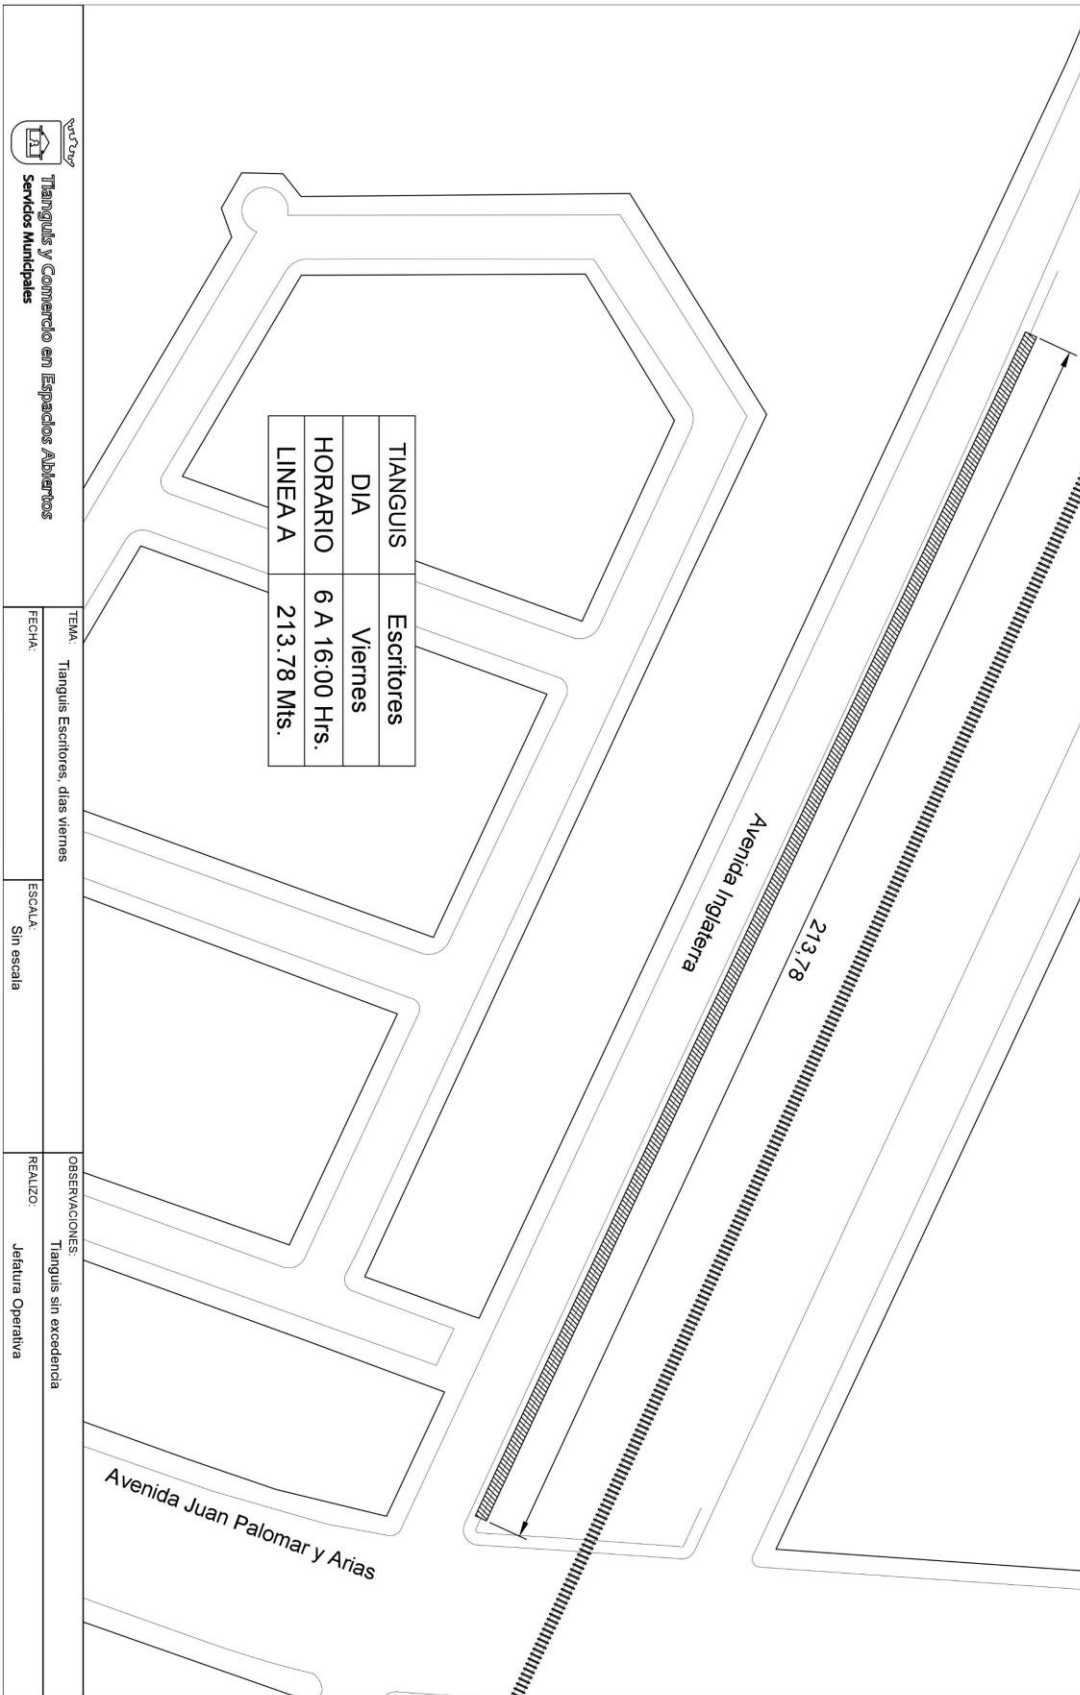 TIANGUIS Escritores
DIA Viernes
HORARIO 6 A 16:00 Hrs.
LINEA A 213.78 Mts.
213,78
Avenida Inglaterra
Avenida Juan Palomar y Arias
Tianguis y Comercio en Espacios Abiertos
Servicios Municipales
TEMA: Tianguis Escritores, días viernes
FECHA:
ESCALA: Sin escala
OBSERVACIONES: Tianguis sin excedencia
REALIZO: Jefatura Operativa